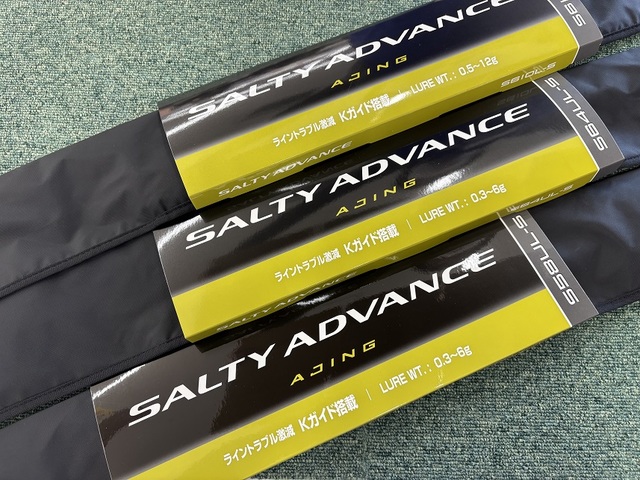 SALTY ADVANCE
AJING
ライントラブル激減 Kガイド搭載 | LURE WT. : 0.5~12g
SALTY ADVANCE
S610L-S
SALTY ADVANCE
AJING
S64UL-S
ライントラブル激減 Kガイド搭載 | LURE WT. : 0.3~6g
SALTY ADVANCE
S64UL-S
SALTY ADVANCE
AJING
S58UL-S
ライントラブル激減 Kガイド搭載 | LURE WT. : 0.3~6g